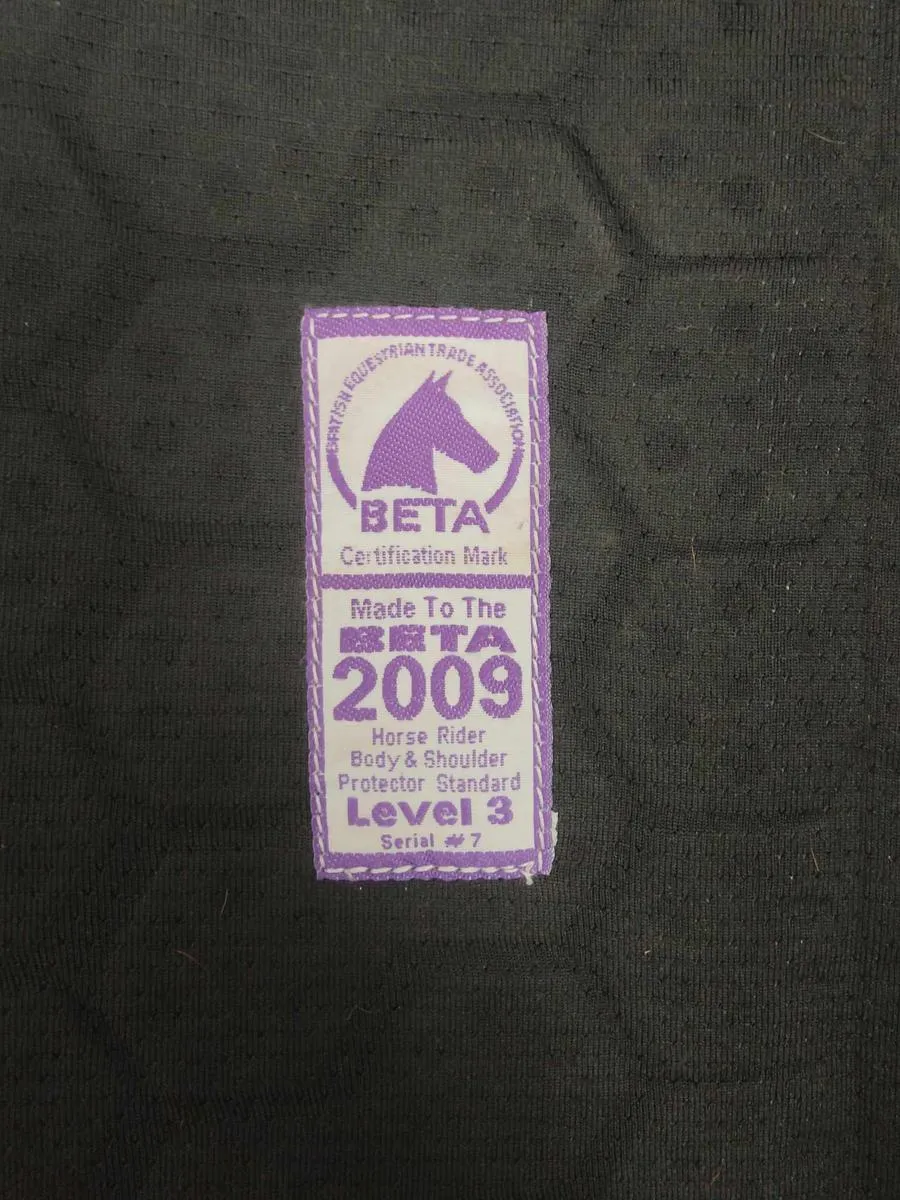 BRITISH EQUESTRIAN TRADE ASSOCIATION
BETA
Certification Mark
Made To The
BETA
2009
Horse Rider
Body & Shoulder
Protector Standard
Level 3
Serial # 7